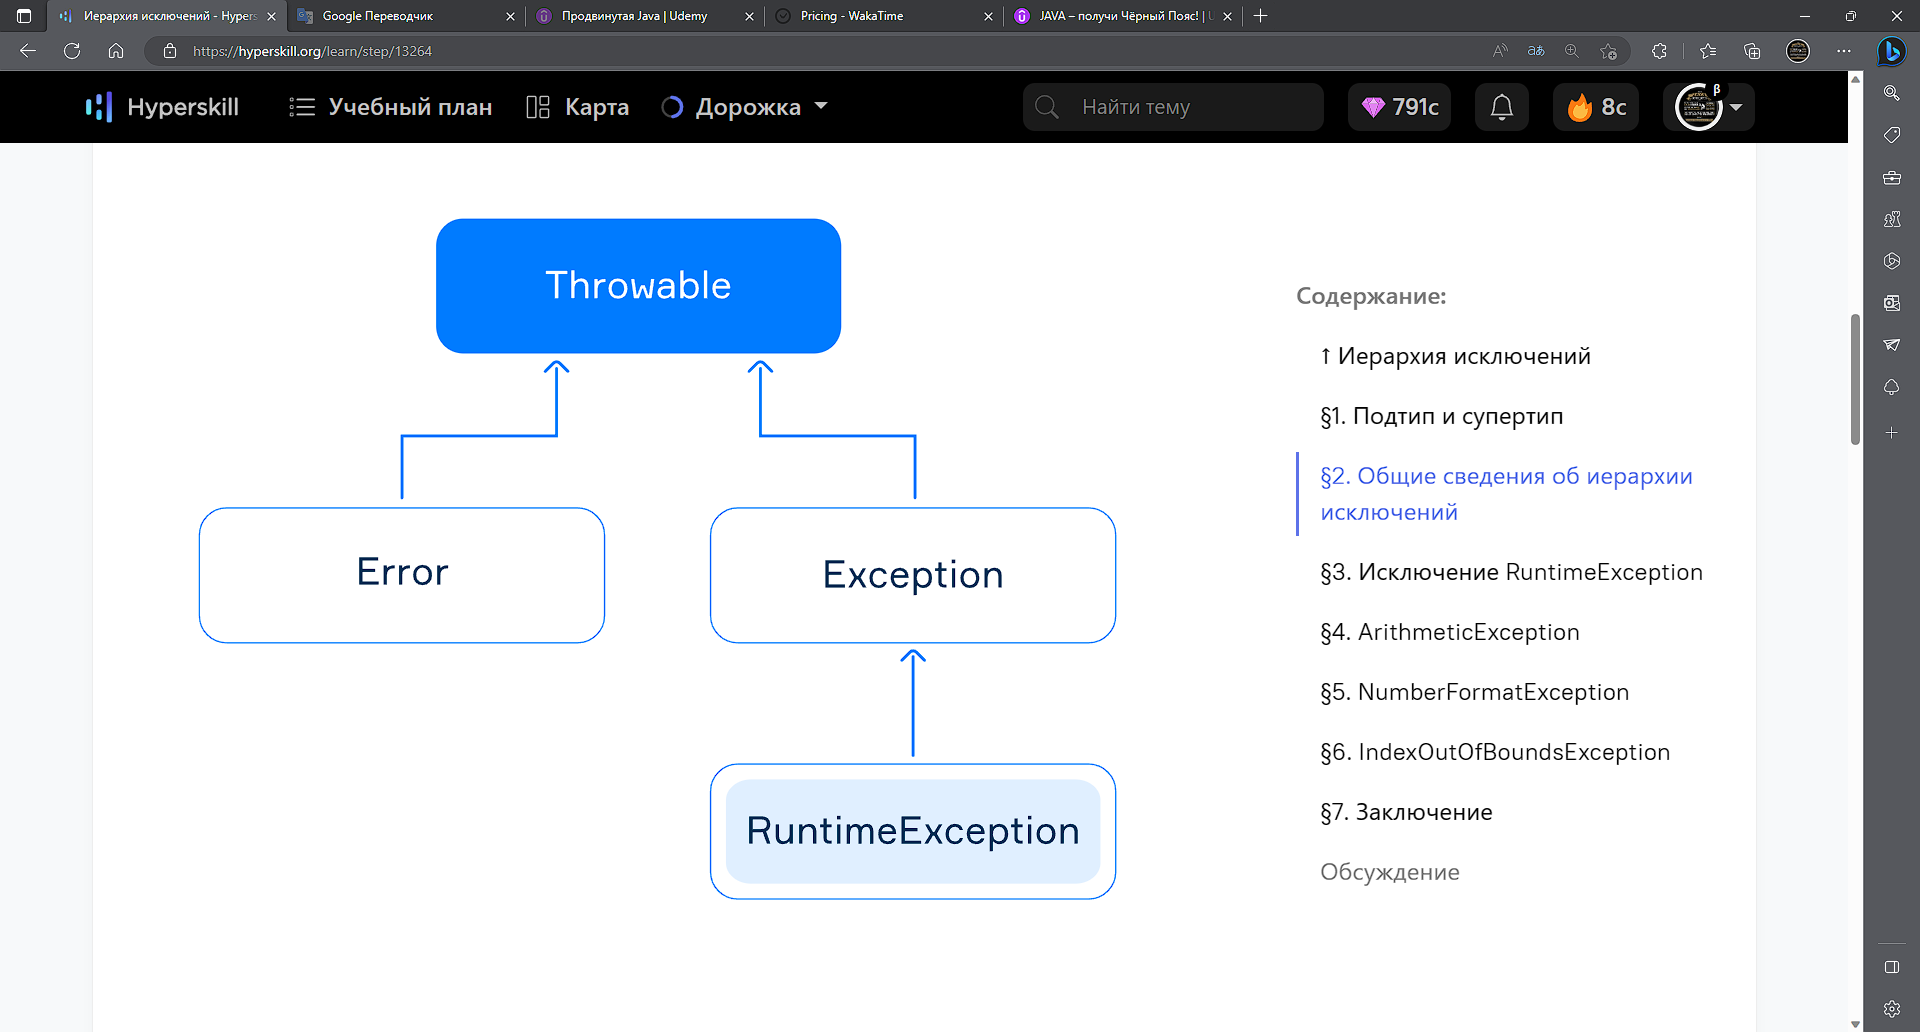 Иерархия исключений - Hypers
Google Переводчик
Продвинутая Java | Udemy
Pricing - WakaTime
JAVA – получи Чёрный Пояс! | U
https://hyperskill.org/learn/step/13264
Hyperskill
Учебный план
Карта
Дорожка
Найти тему
791с
8с
β
Throwable
Error
Exception
RuntimeException
Содержание:
↑ Иерархия исключений
§1. Подтип и супертип
§2. Общие сведения об иерархии
исключений
§3. Исключение RuntimeException
§4. ArithmeticException
§5. NumberFormatException
§6. IndexOutOfBoundsException
§7. Заключение
Обсуждение